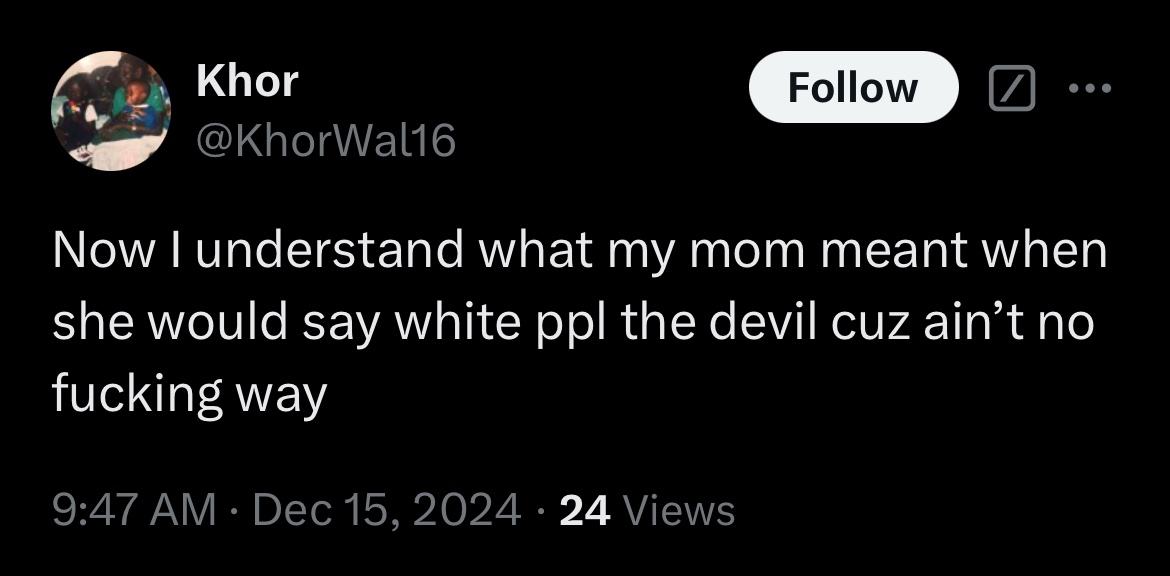 Khor
Follow
@KhorWal16
Now I understand what my mom meant when
she would say white ppl the devil cuz ain’t no
fucking way
9:47 AM · Dec 15, 2024 · 24 Views